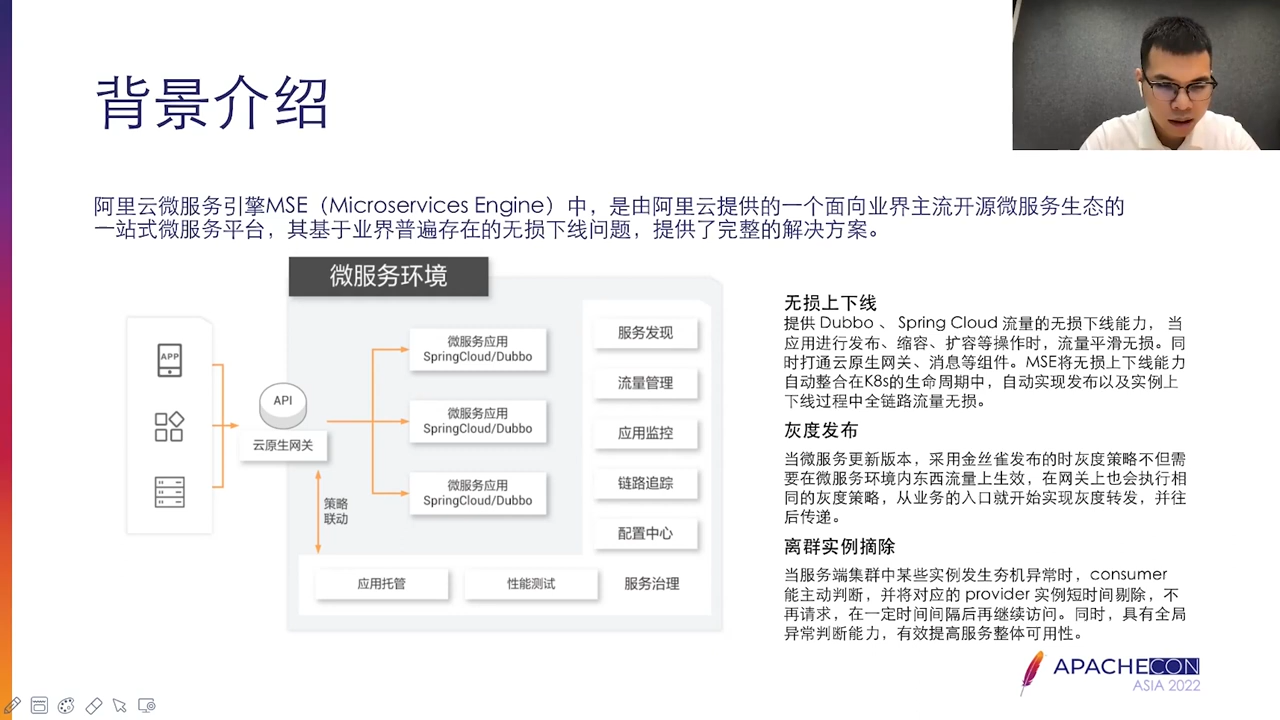 背景介绍
阿里云微服务引擎MSE（Microservices Engine）中，是由阿里云提供的一个面向业界主流开源微服务生态的
一站式微服务平台，其基于业界普遍存在的无损下线问题，提供了完整的解决方案。
微服务环境
APP
API
云原生网关
策略
联动
微服务应用
SpringCloud/Dubbo
微服务应用
SpringCloud/Dubbo
微服务应用
SpringCloud/Dubbo
服务发现
流量管理
应用监控
链路追踪
配置中心
应用托管
性能测试
服务治理
无损上下线
提供 Dubbo 、 Spring Cloud 流量的无损下线能力， 当
应用进行发布、缩容、扩容等操作时，流量平滑无损。同
时打通云原生网关、消息等组件。MSE将无损上下线能力
自动整合在K8s的生命周期中，自动实现发布以及实例上
下线过程中全链路流量无损。
灰度发布
当微服务更新版本，采用金丝雀发布的时灰度策略不但需
要在微服务环境内东西流量上生效，在网关上也会执行相
同的灰度策略，从业务的入口就开始实现灰度转发，并往
后传递。
离群实例摘除
当服务端集群中某些实例发生夯机异常时，consumer
能主动判断，并将对应的 provider 实例短时间剔除，不
再请求，在一定时间间隔后再继续访问。同时，具有全局
异常判断能力，有效提高服务整体可用性。
APACHECON
ASIA 2022